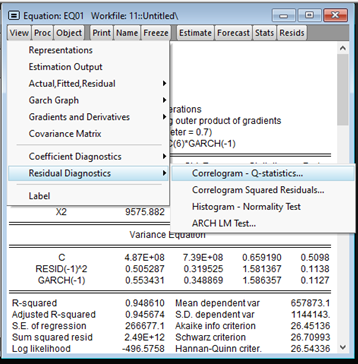 Equation: EQ01 Workfile: 11::Untitled\
View Proc Object Print Name Freeze Estimate Forecast Stats Resids
Representations
Estimation Output
Actual,Fitted,Residual
Garch Graph
Gradients and Derivatives
Covariance Matrix
Coefficient Diagnostics
Residual Diagnostics
Label
erations
g outer product of gradients
eter = 0.7)
C(6)*GARCH(-1)
Correlogram - Q-statistics...
Correlogram Squared Residuals...
Histogram - Normality Test
ARCH LM Test...
X2 9575.882
Variance Equation
C 4.87E+08 7.39E+08 0.659190 0.5098
RESID(-1)^2 0.505287 0.319525 1.581367 0.1138
GARCH(-1) 0.553431 0.348869 1.586357 0.1127
R-squared 0.948610 Mean dependent var 657873.1
Adjusted R-squared 0.945674 S.D. dependent var 1144143.
S.E. of regression 266677.1 Akaike info criterion 26.45136
Sum squared resid 2.49E+12 Schwarz criterion 26.70993
Log likelihood -496.5758 Hannan-Quinn criter. 26.54336